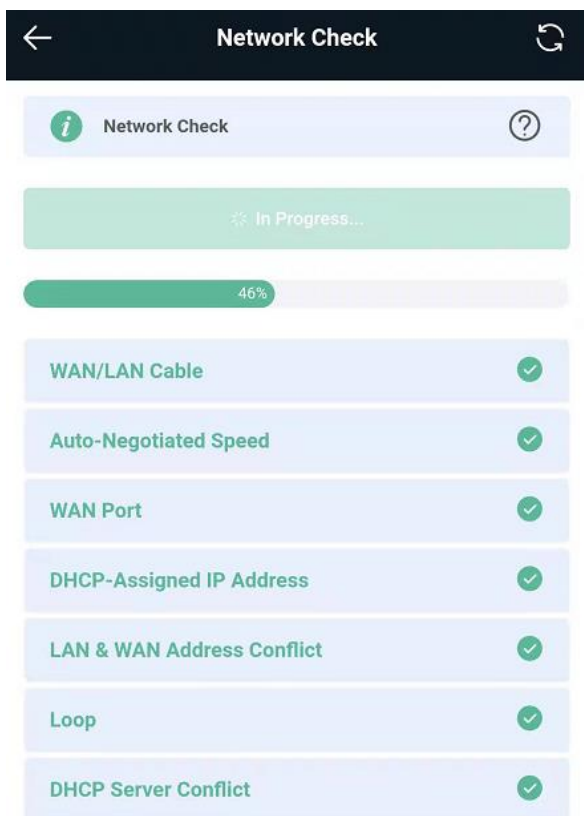 Network Check
Network Check
In Progress...
46%
WAN/LAN Cable
Auto-Negotiated Speed
WAN Port
DHCP-Assigned IP Address
LAN & WAN Address Conflict
Loop
DHCP Server Conflict